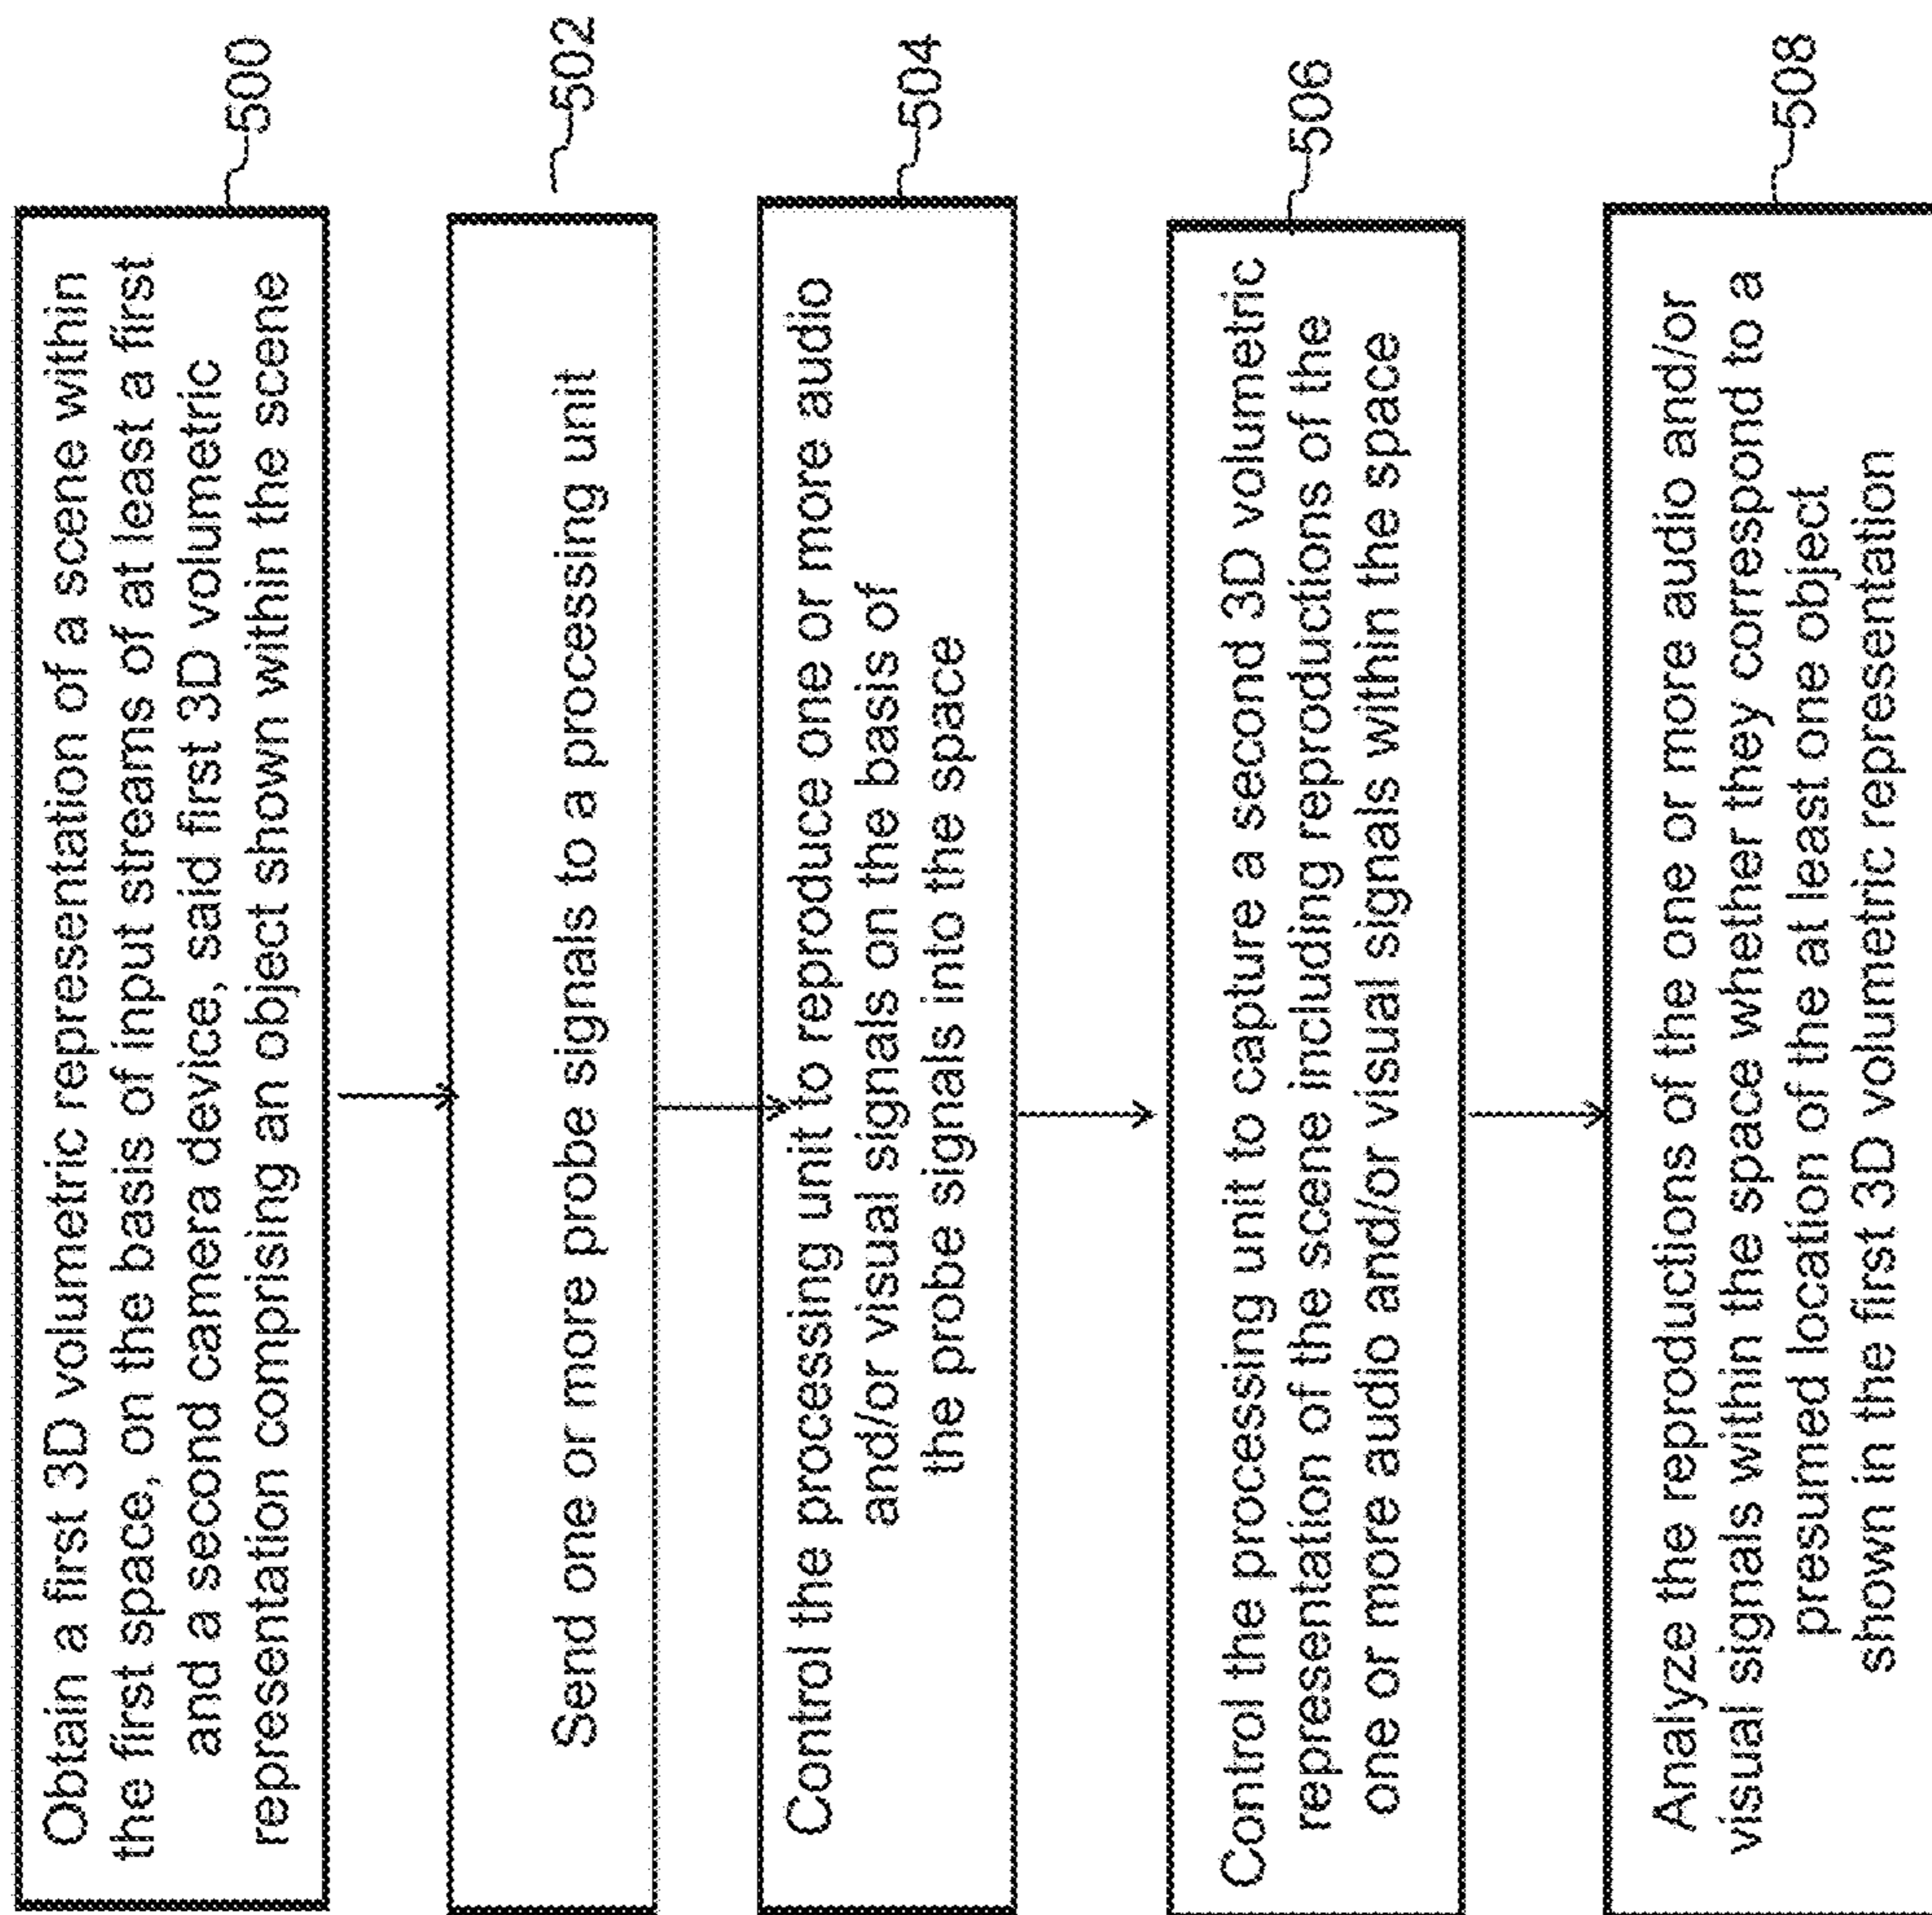 Obtain a first 3D volumetric representation of a scene within
the first space, on the basis of input streams of at least a first
and a second camera device, said first 3D volumetric
representation comprising an object shown within the scene
500
Send one or more probe signals to a processing unit
502
Control the processing unit to reproduce one or more audio
and/or visual signals on the basis of
the probe signals into the space
504
Control the processing unit to capture a second 3D volumetric
representation of the scene including reproductions of the
one or more audio and/or visual signals within the space
506
Analyze the reproductions of the one or more audio and/or
visual signals within the space whether they correspond to a
presumed location of the at least one object
shown in the first 3D volumetric representation
508